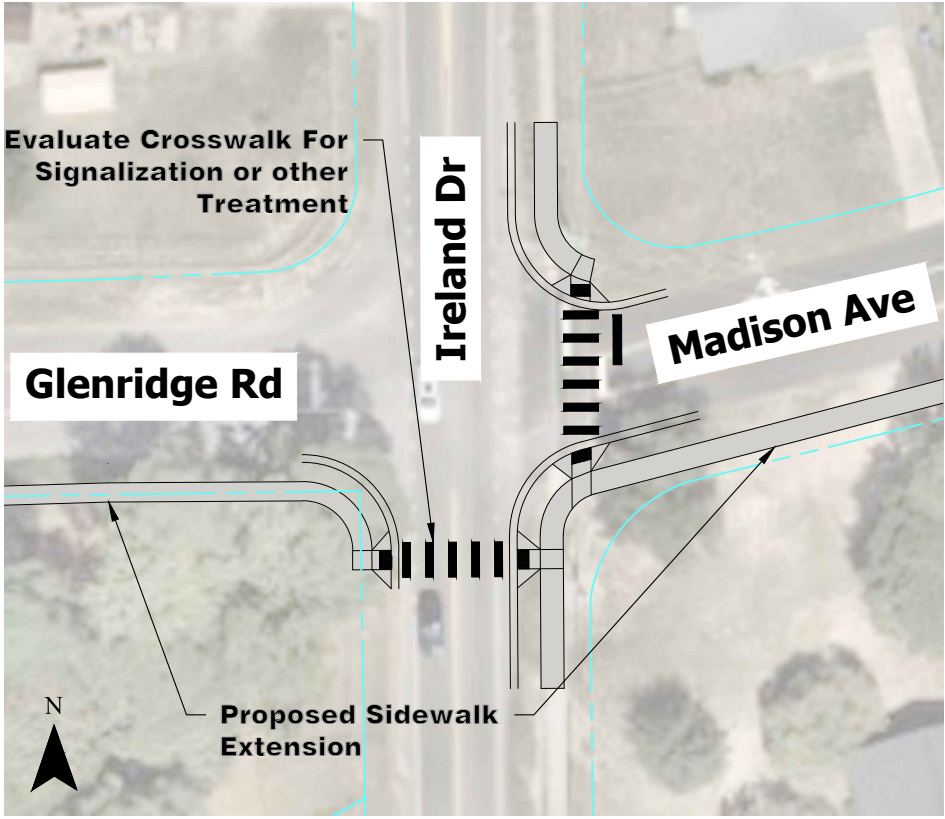 Evaluate Crosswalk For
Signalization or other
Treatment
Ireland Dr
Madison Ave
Glenridge Rd
N
Proposed Sidewalk
Extension